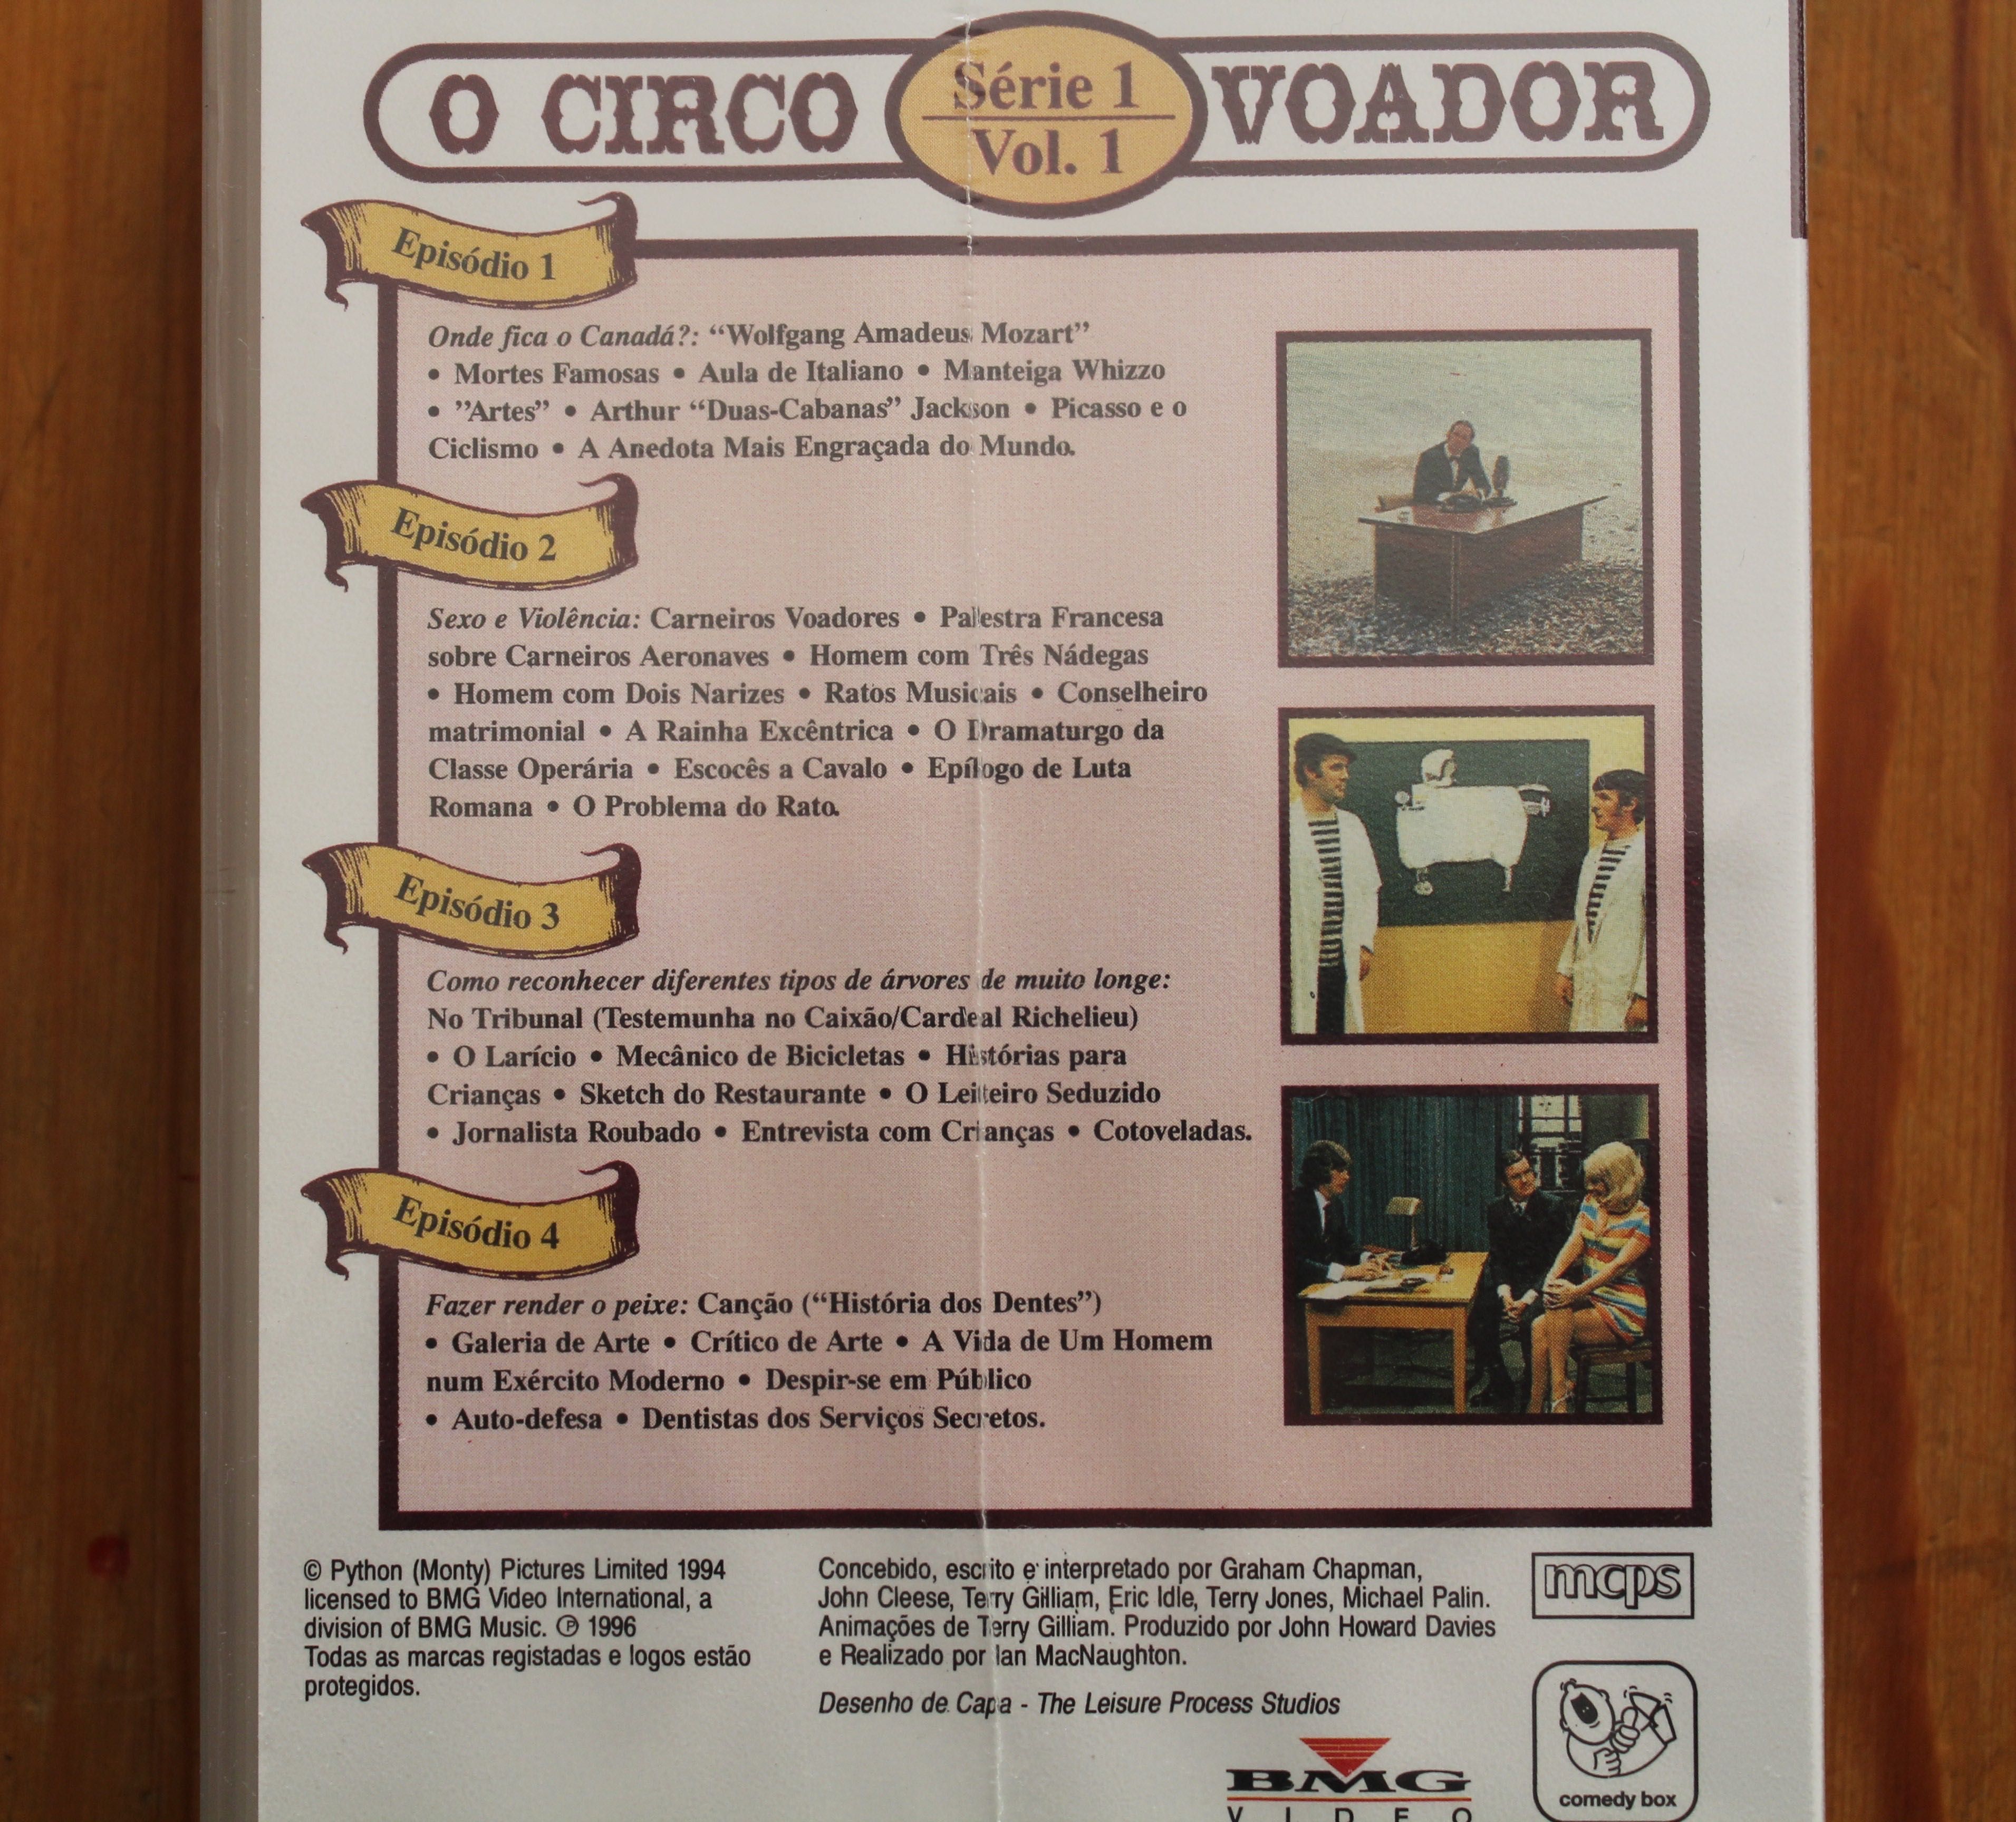 O CIRCO Série 1 VOADOR
Vol. 1
Episódio 1
Onde fica o Canadá?: “Wolfgang Amadeus Mozart”
• Mortes Famosas • Aula de Italiano • Manteiga Whizzo
• ”Artes” • Arthur “Duas-Cabanas” Jackson • Picasso e o
Ciclismo • A Anedota Mais Engraçada do Mundo.
Episódio 2
Sexo e Violência: Carneiros Voadores • Palestra Francesa
sobre Carneiros Aeronaves • Homem com Três Nádegas
• Homem com Dois Narizes • Ratos Musicais • Conselheiro
matrimonial • A Rainha Excêntrica • O Dramaturgo da
Classe Operária • Escocês a Cavalo • Epílogo de Luta
Romana • O Problema do Rato.
Episódio 3
Como reconhecer diferentes tipos de árvores de muito longe:
No Tribunal (Testemunha no Caixão/Cardeal Richelieu)
• O Larício • Mecânico de Bicicletas • Histórias para
Crianças • Sketch do Restaurante • O Leiteiro Seduzido
• Jornalista Roubado • Entrevista com Crianças • Cotoveladas.
Episódio 4
Fazer render o peixe: Canção (“História dos Dentes”)
• Galeria de Arte • Crítico de Arte • A Vida de Um Homem
num Exército Moderno • Despir-se em Público
• Auto-defesa • Dentistas dos Serviços Secretos.
© Python (Monty) Pictures Limited 1994
licensed to BMG Video International, a
division of BMG Music. ℗ 1996
Todas as marcas registadas e logos estão
protegidos.
Concebido, escrito e interpretado por Graham Chapman,
John Cleese, Terry Gilliam, Eric Idle, Terry Jones, Michael Palin.
Animações de Terry Gilliam. Produzido por John Howard Davies
e Realizado por Ian MacNaughton.
Desenho de Capa - The Leisure Process Studios
mcps
BMG
VIDEO
comedy box